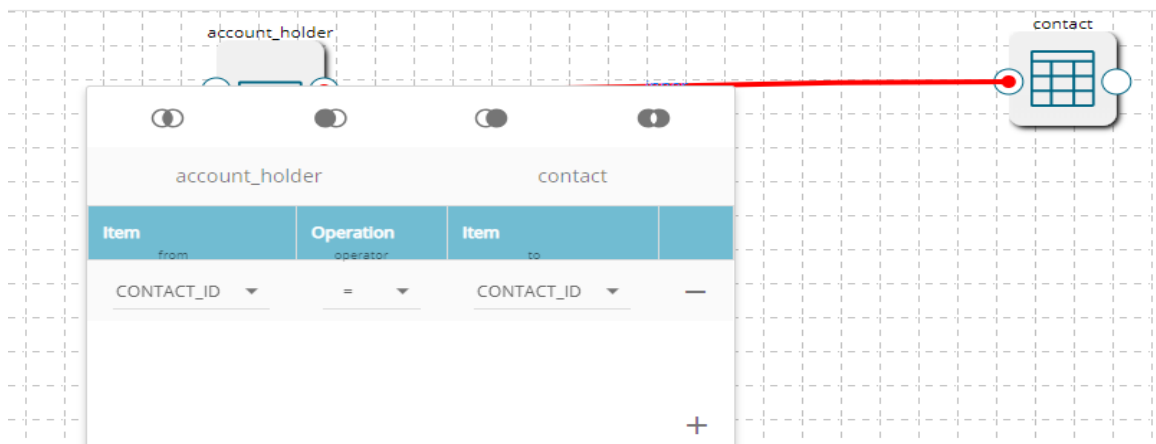 contact
account_holder
account_holder contact
Item Operation Item
from operator to
CONTACT_ID = CONTACT_ID